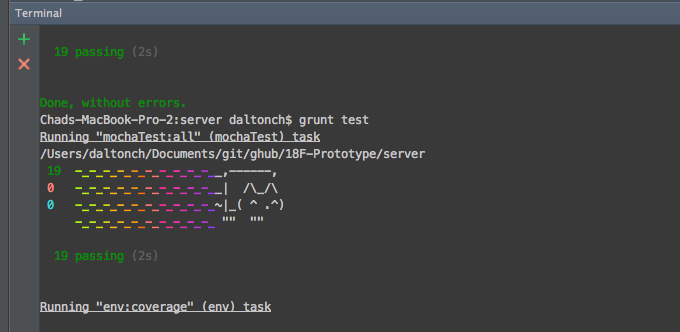 Terminal
19 passing (2s)
Done, without errors.
Chads-MacBook-Pro-2:server daltonch$ grunt test
Running "mochaTest:all" (mochaTest) task
/Users/daltonch/Documents/git/ghub/18F-Prototype/server
19 -_-_-_-_-_-_-_-_-_-_,------,
0 -_-_-_-_-_-_-_-_-_-_| /\_/\
0 -_-_-_-_-_-_-_-_-_-~|_( ^ .^)
-_-_-_-_-_-_-_-_-_-_ "" ""
19 passing (2s)
Running "env:coverage" (env) task